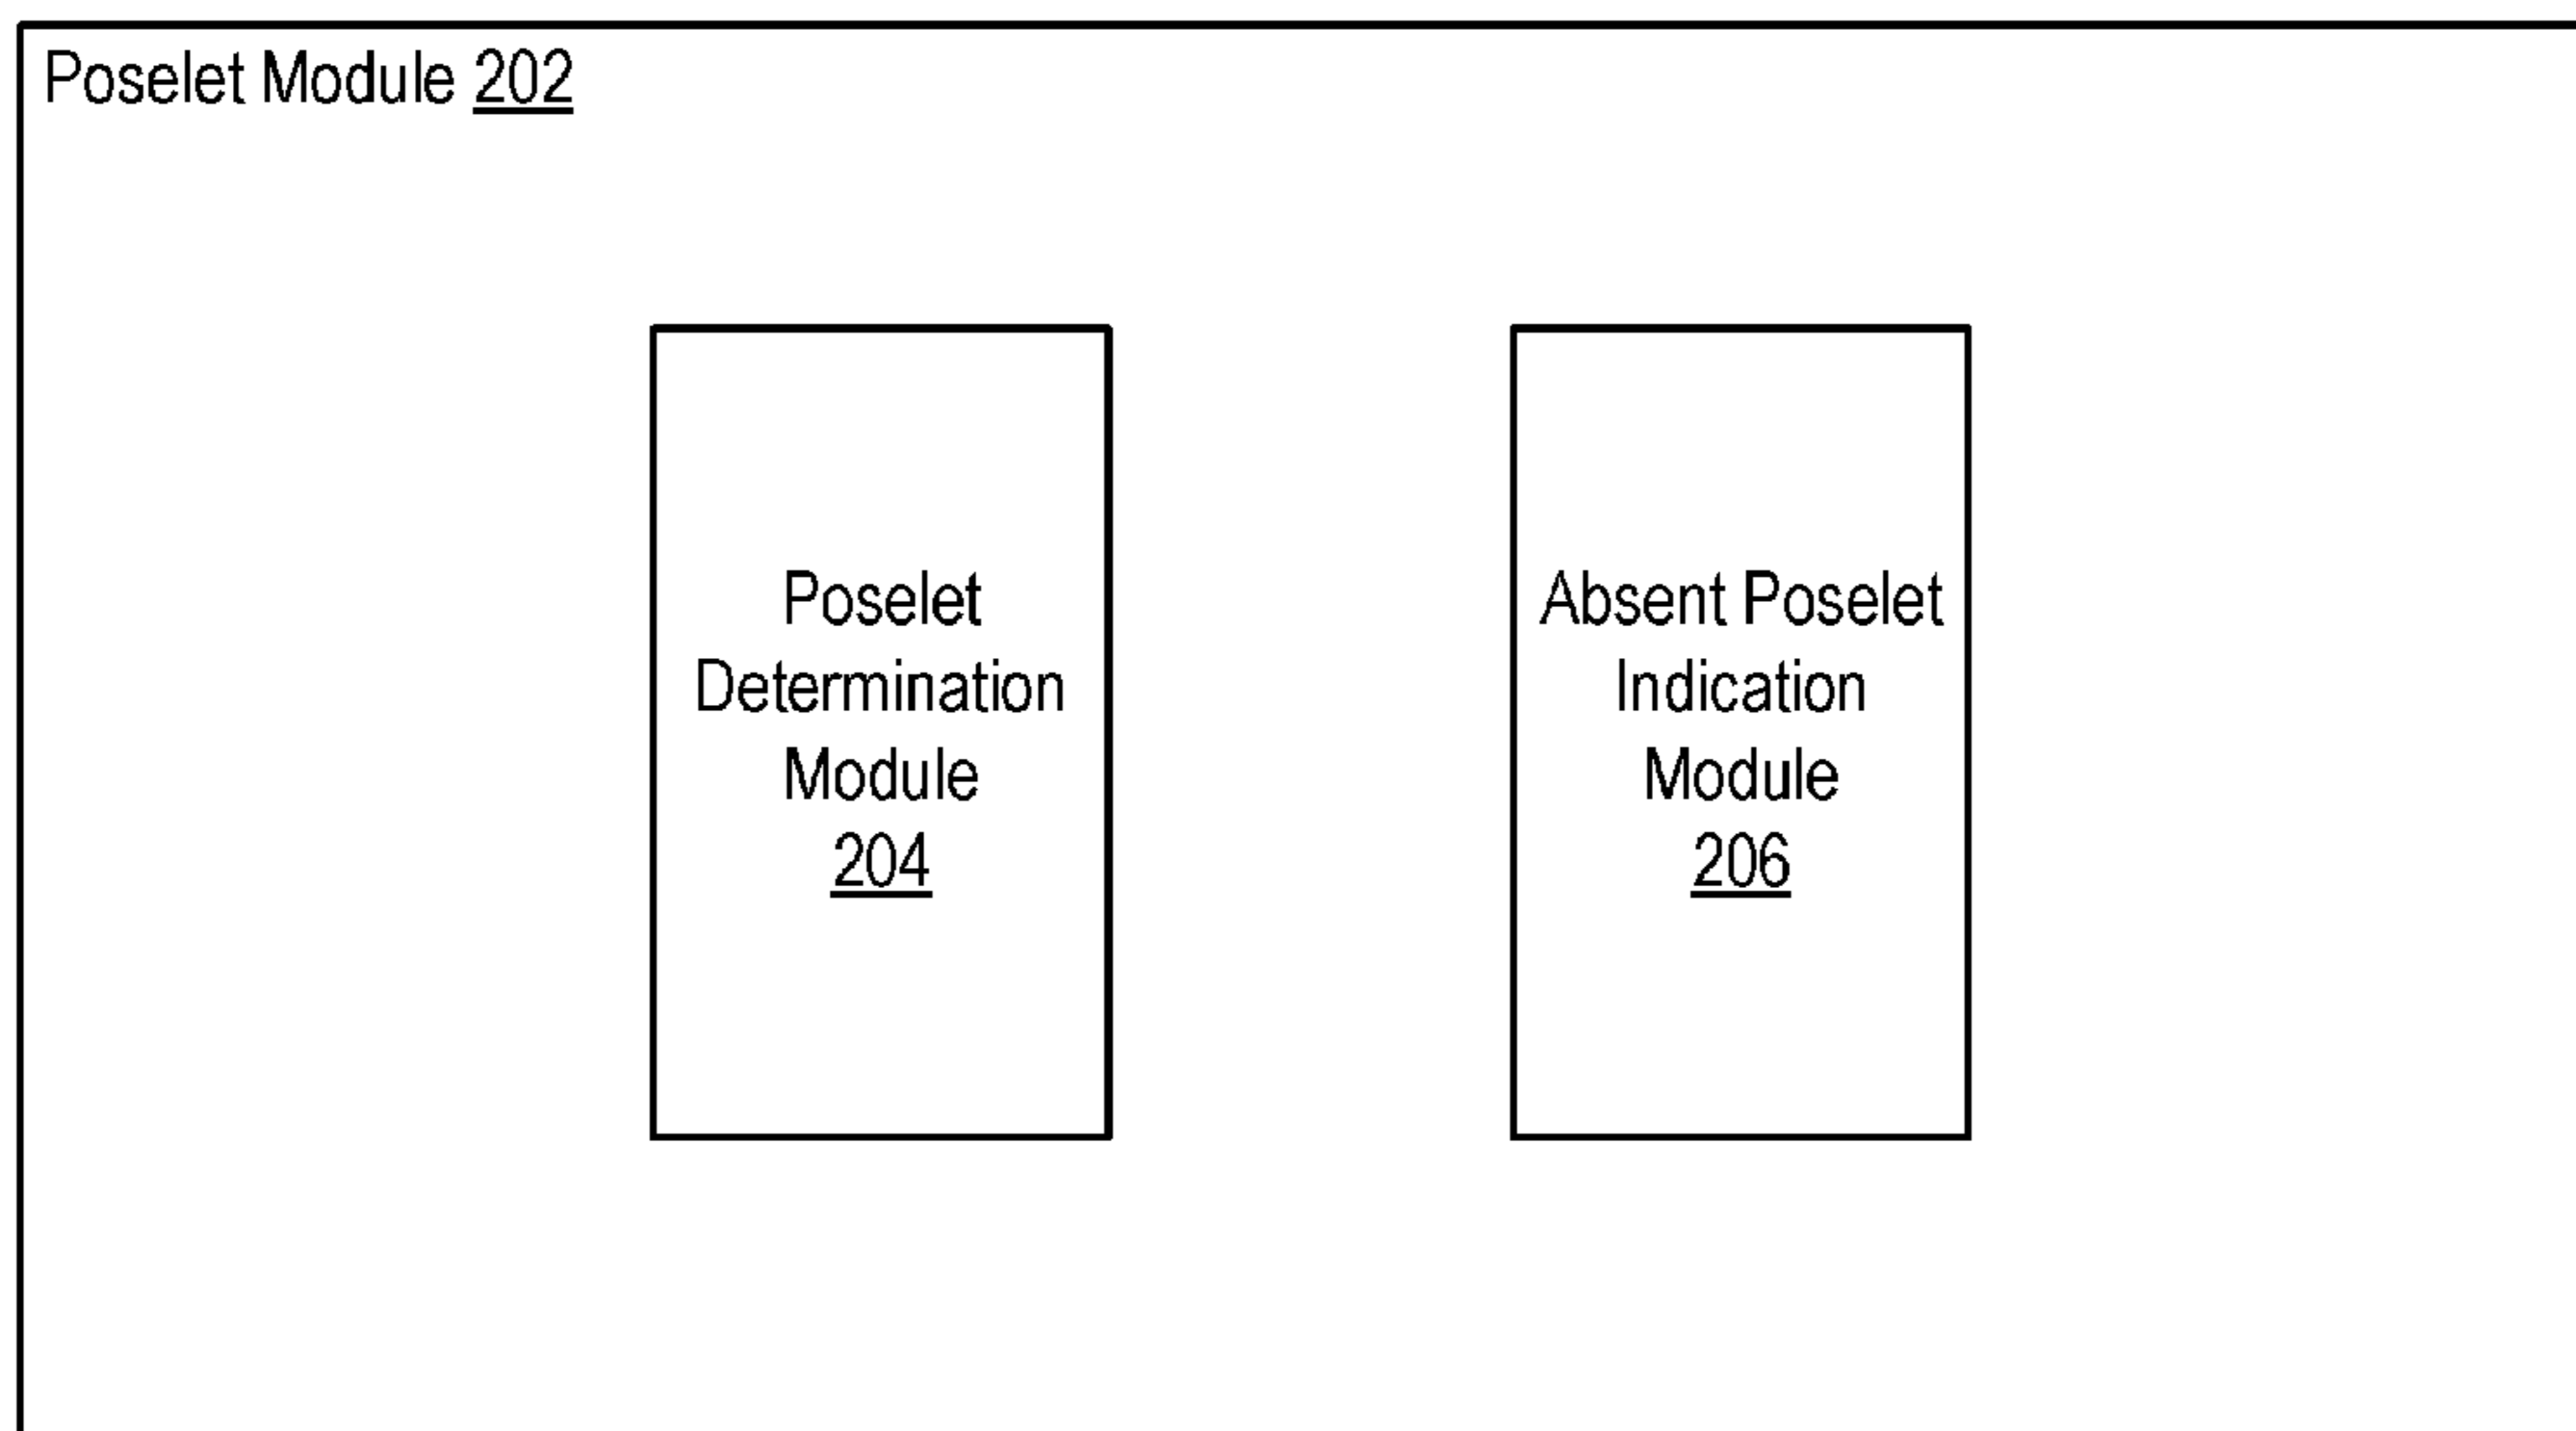 Poselet Module 202
Poselet
Determination
Module
204
Absent Poselet
Indication
Module
206